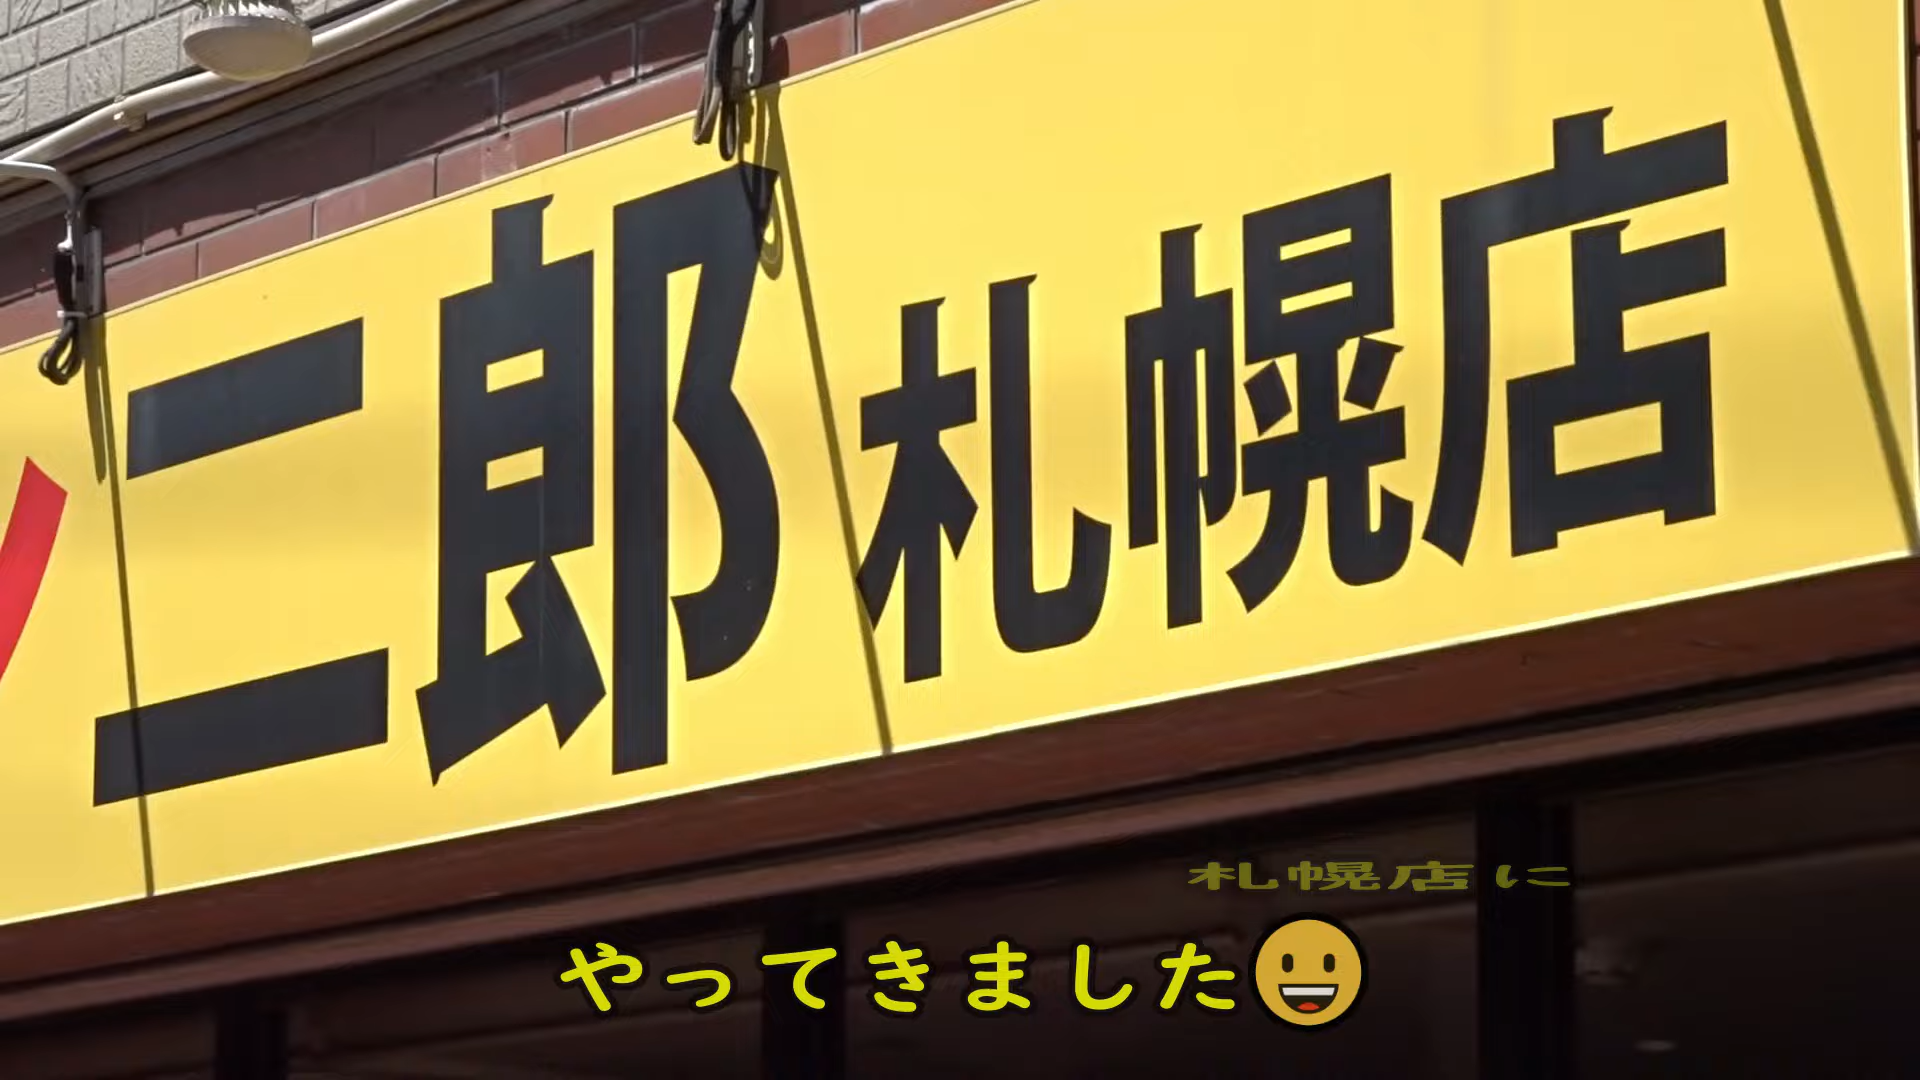 二郎 札幌店
札幌店に
やってきました😀